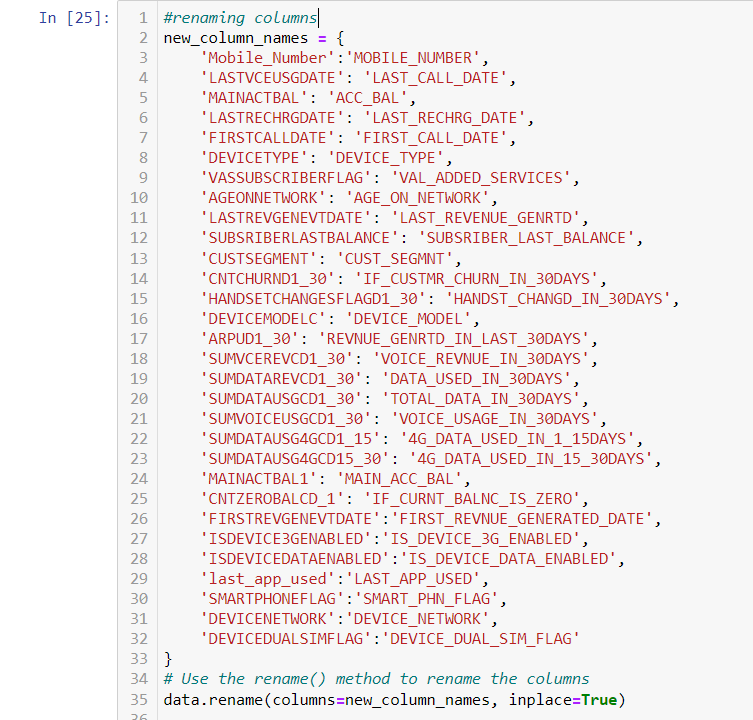 In [25]: 1 #renaming columns
2 new_column_names = {
3     'Mobile_Number':'MOBILE_NUMBER',
4     'LASTVCEUSGDATE': 'LAST_CALL_DATE',
5     'MAINACTBAL': 'ACC_BAL',
6     'LASTRECHRGDATE': 'LAST_RECHRG_DATE',
7     'FIRSTCALLDATE': 'FIRST_CALL_DATE',
8     'DEVICETYPE': 'DEVICE_TYPE',
9     'VASSUBSCRIBERFLAG': 'VAL_ADDED_SERVICES',
10     'AGEONNETWORK': 'AGE_ON_NETWORK',
11     'LASTREVGENEVTDATE': 'LAST_REVENUE_GENRTD',
12     'SUBSRIBERLASTBALANCE': 'SUBSRIBER_LAST_BALANCE',
13     'CUSTSEGMENT': 'CUST_SEGMNT',
14     'CNTCHURND1_30': 'IF_CUSTMR_CHURN_IN_30DAYS',
15     'HANDSETCHANGESFLAGD1_30': 'HANDST_CHANGD_IN_30DAYS',
16     'DEVICEMODELC': 'DEVICE_MODEL',
17     'ARPUD1_30': 'REVNUE_GENRTD_IN_LAST_30DAYS',
18     'SUMVCEREVCD1_30': 'VOICE_REVNUE_IN_30DAYS',
19     'SUMDATAREVCD1_30': 'DATA_USED_IN_30DAYS',
20     'SUMDATAUSGCD1_30': 'TOTAL_DATA_IN_30DAYS',
21     'SUMVOICEUSGCD1_30': 'VOICE_USAGE_IN_30DAYS',
22     'SUMDATAUSG4GCD1_15': '4G_DATA_USED_IN_1_15DAYS',
23     'SUMDATAUSG4GCD15_30': '4G_DATA_USED_IN_15_30DAYS',
24     'MAINACTBAL1': 'MAIN_ACC_BAL',
25     'CNTZEROBALCD_1': 'IF_CURNT_BALNC_IS_ZERO',
26     'FIRSTREVGENEVTDATE':'FIRST_REVNUE_GENERATED_DATE',
27     'ISDEVICE3GENABLED':'IS_DEVICE_3G_ENABLED',
28     'ISDEVICEDATAENABLED':'IS_DEVICE_DATA_ENABLED',
29     'last_app_used':'LAST_APP_USED',
30     'SMARTPHONEFLAG':'SMART_PHN_FLAG',
31     'DEVICENETWORK':'DEVICE_NETWORK',
32     'DEVICEDUALSIMFLAG':'DEVICE_DUAL_SIM_FLAG'
33 }
34 # Use the rename() method to rename the columns
35 data.rename(columns=new_column_names, inplace=True)
36